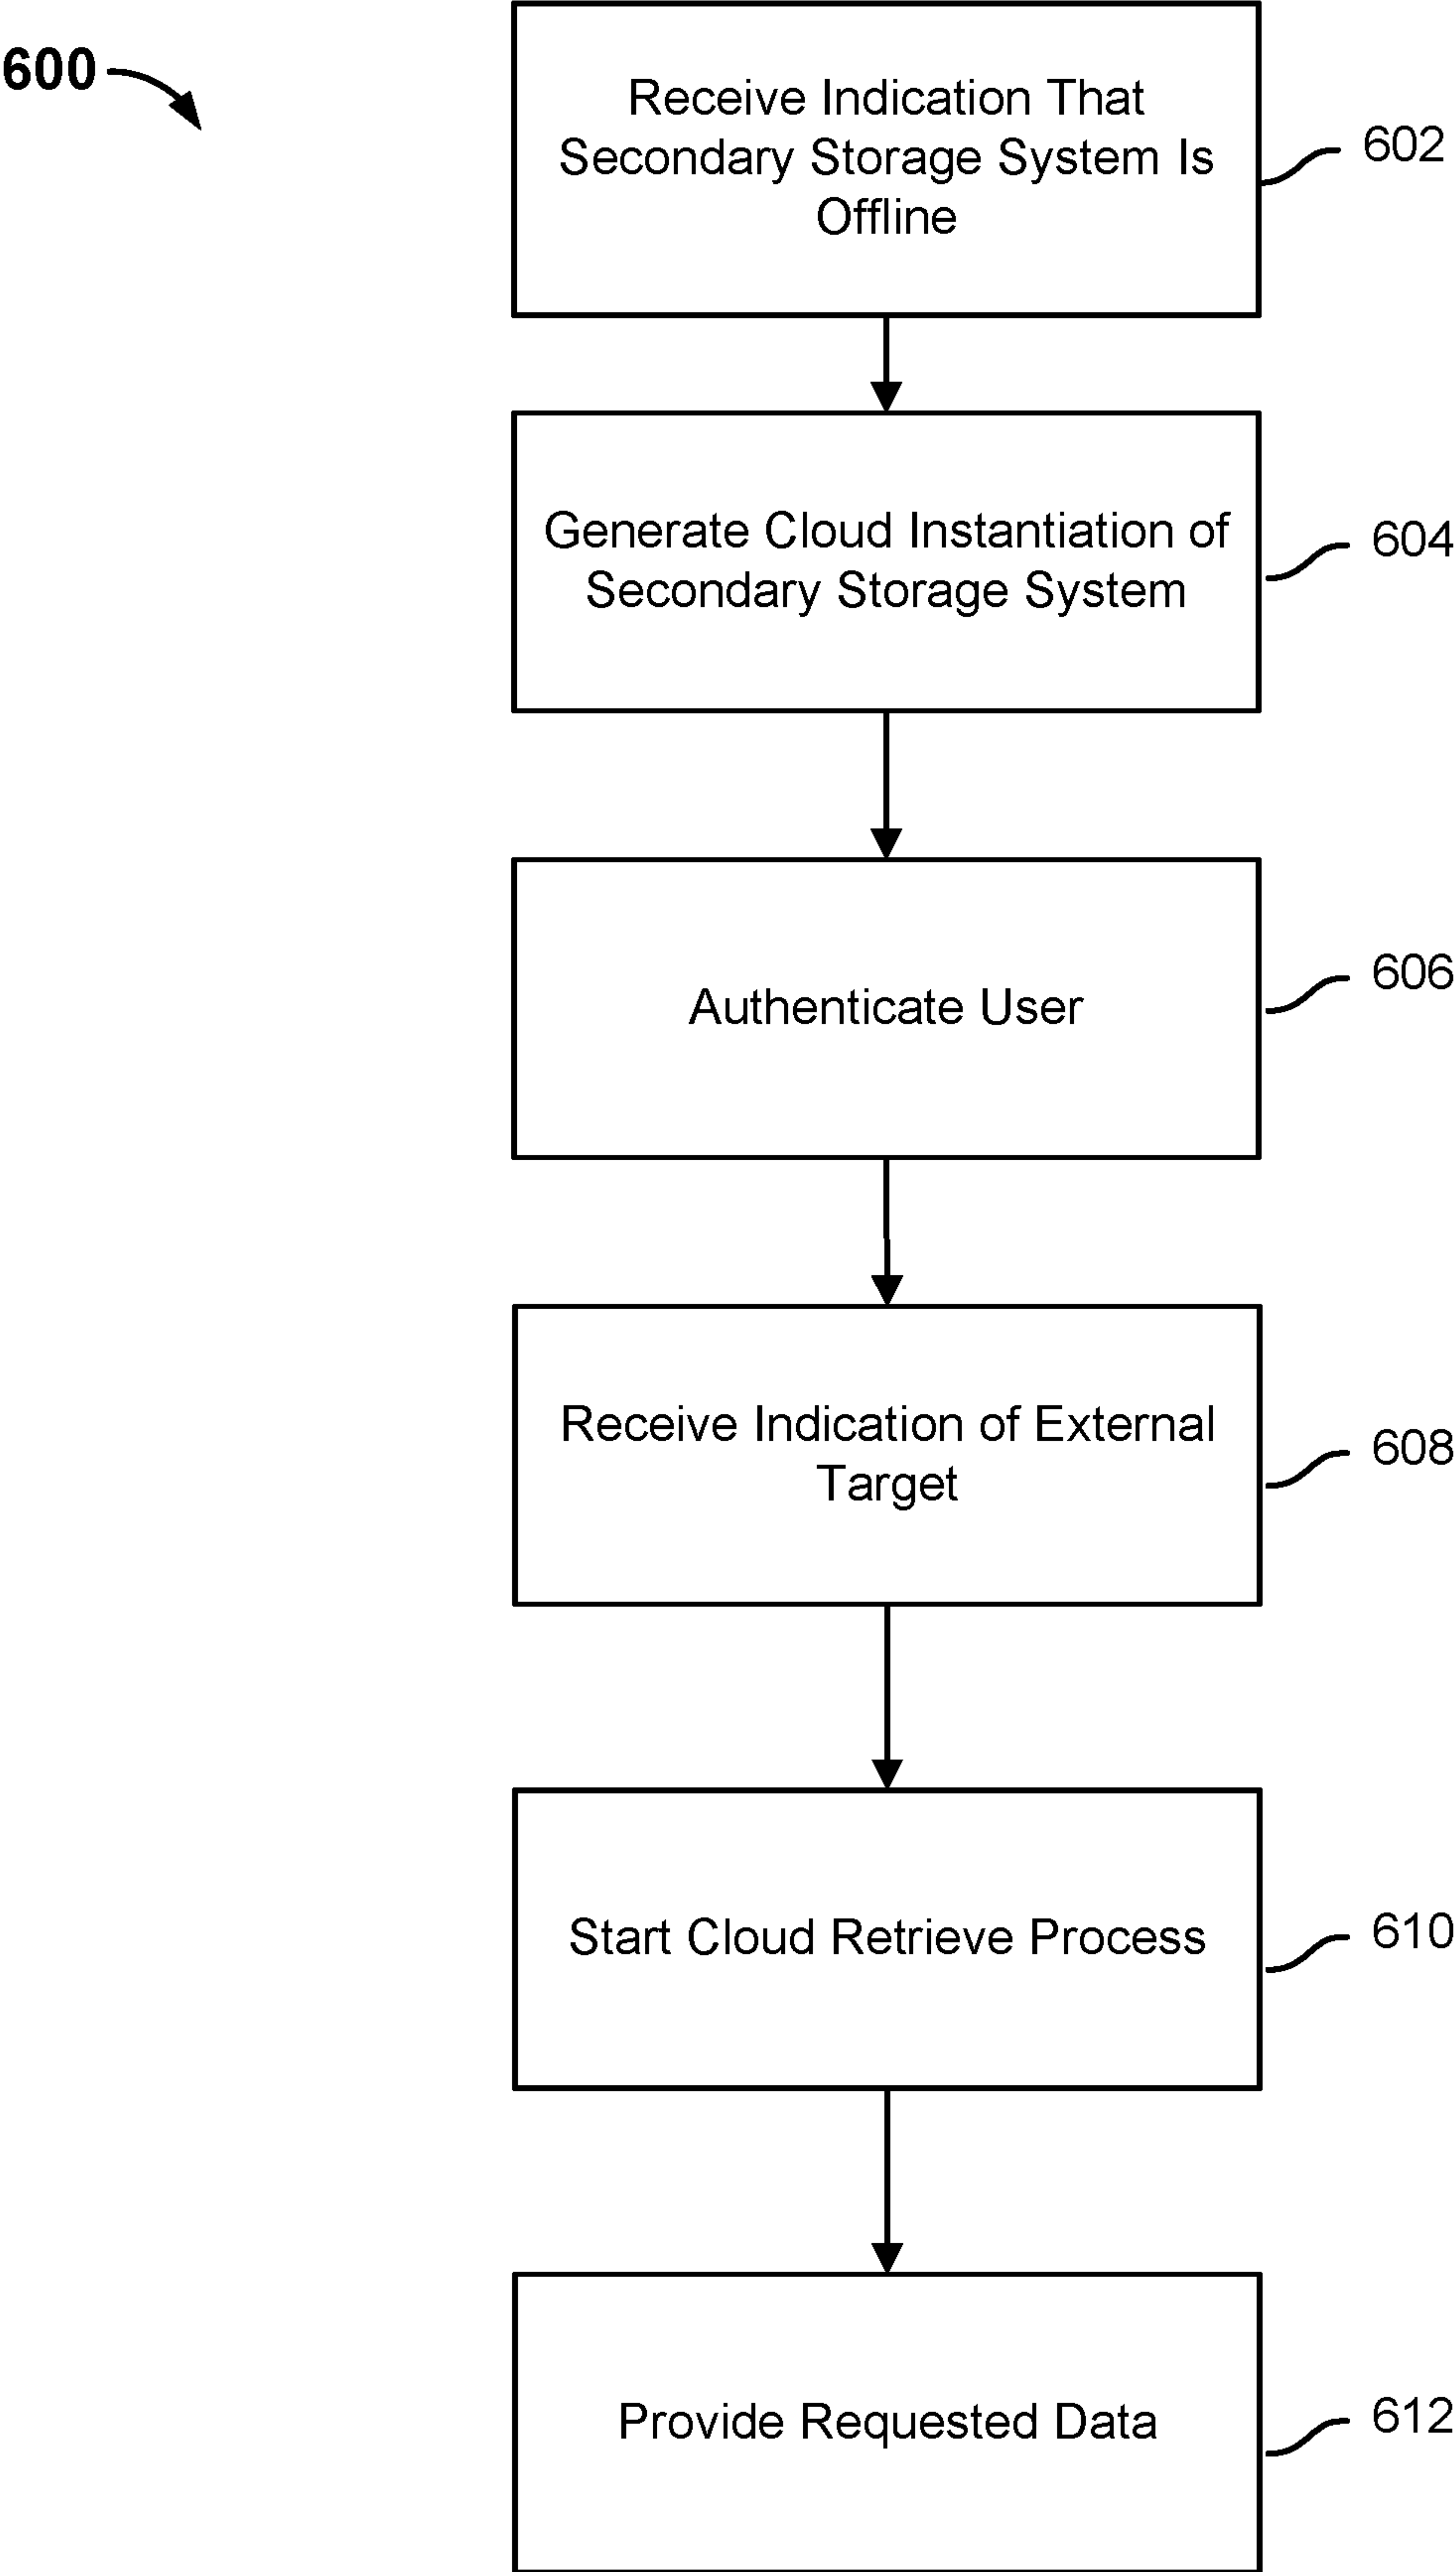 600
Receive Indication That
Secondary Storage System Is
Offline
602
Generate Cloud Instantiation of
Secondary Storage System
604
Authenticate User
606
Receive Indication of External
Target
608
Start Cloud Retrieve Process
610
Provide Requested Data
612